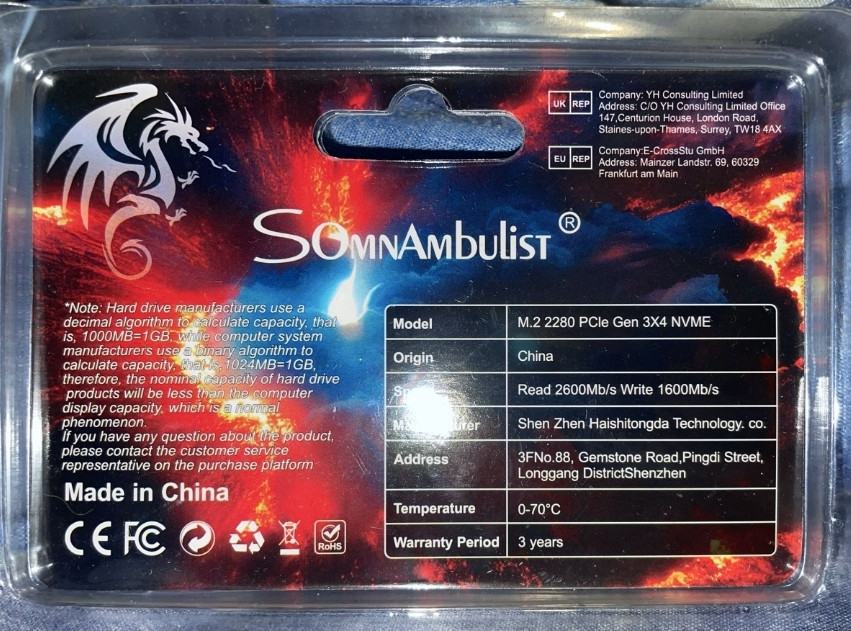 UK REP
Company: YH Consulting Limited
Address: C/O YH Consulting Limited Office
147,Centurion House, London Road,
Staines-upon-Thames, Surrey, TW18 4AX
EU REP
Company:E-CrossStu GmbH
Address: Mainzer Landstr. 69, 60329
Frankfurt am Main
SOmnAmbulist®
*Note: Hard drive manufacturers use a
decimal algorithm to calculate capacity, that
is, 1000MB=1GB, while computer system
manufacturers use a binary algorithm to
calculate capacity, that is,1024MB=1GB,
therefore, the nominal capacity of hard drive
products will be less than the computer
display capacity, which is a normal
phenomenon.
If you have any question about the product,
please contact the customer service
representative on the purchase platform
Made in China
CE FC
RoHS
Model M.2 2280 PCIe Gen 3X4 NVME
Origin China
Read 2600Mb/s Write 1600Mb/s
Shen Zhen Haishitongda Technology. co.
Address 3FNo.88, Gemstone Road,Pingdi Street,
Longgang DistrictShenzhen
Temperature 0-70°C
Warranty Period 3 years